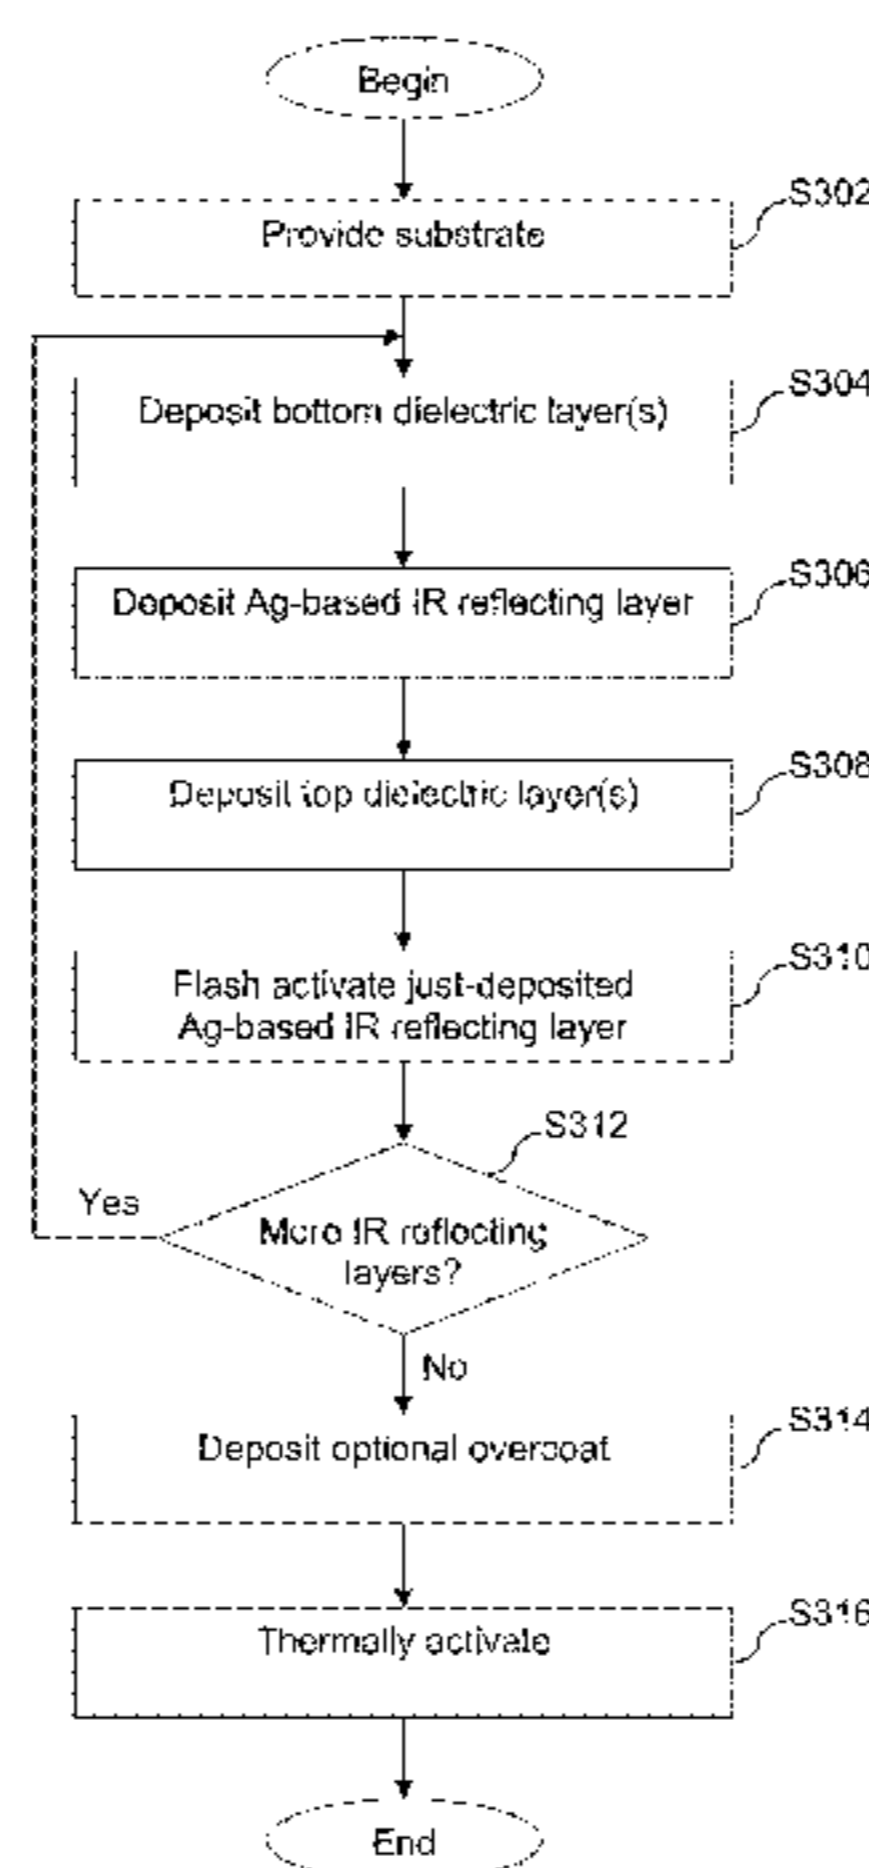 Begin
S302
Provide substrate
S304
Deposit bottom dielectric layer(s)
S306
Deposit Ag-based IR reflecting layer
S308
Deposit top dielectric layer(s)
S310
Flash activate just-deposited
Ag-based IR reflecting layer
S312
Yes
More IR reflecting
layers?
No
S314
Deposit optional overcoat
S316
Thermally activate
End